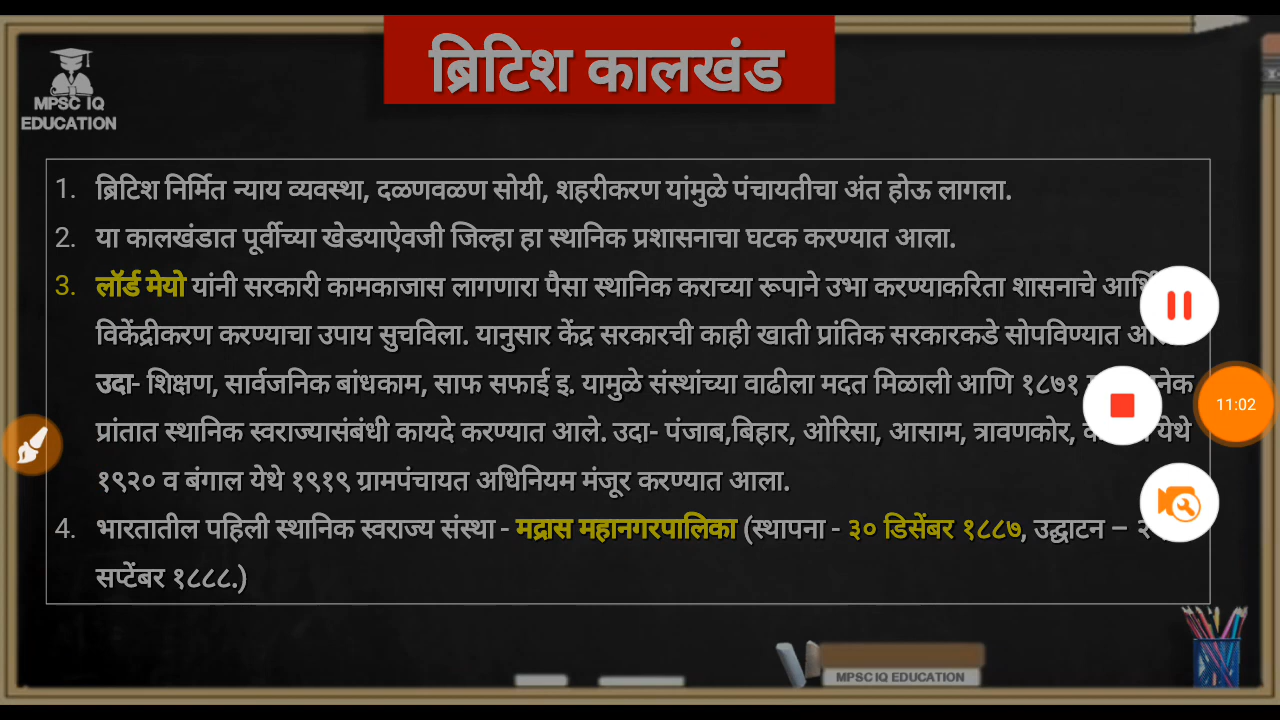 ब्रिटिश कालखंड
MPSC IQ
EDUCATION
1. ब्रिटिश निर्मित न्याय व्यवस्था, दळणवळण सोयी, शहरीकरण यांमुळे पंचायतीचा अंत होऊ लागला.
2. या कालखंडात पूर्वीच्या खेडयाऐवजी जिल्हा हा स्थानिक प्रशासनाचा घटक करण्यात आला.
3. लॉर्ड मेयो यांनी सरकारी कामकाजास लागणारा पैसा स्थानिक कराच्या रूपाने उभा करण्याकरिता शासनाचे
विकेंद्रीकरण करण्याचा उपाय सुचविला. यानुसार केंद्र सरकारची काही खाती प्रांतिक सरकारकडे सोपविण्यात
उदा- शिक्षण, सार्वजनिक बांधकाम, साफ सफाई इ. यामुळे संस्थांच्या वाढीला मदत मिळाली आणि १८७१
प्रांतात स्थानिक स्वराज्यासंबंधी कायदे करण्यात आले. उदा- पंजाब,बिहार, ओरिसा, आसाम, त्रावणकोर, येथे
१९२० व बंगाल येथे १९१९ ग्रामपंचायत अधिनियम मंजूर करण्यात आला.
4. भारतातील पहिली स्थानिक स्वराज्य संस्था - मद्रास महानगरपालिका (स्थापना - ३० डिसेंबर १८८७, उद्घाटन –
सप्टेंबर १८८८.)
11:02
MPSC IQ EDUCATION